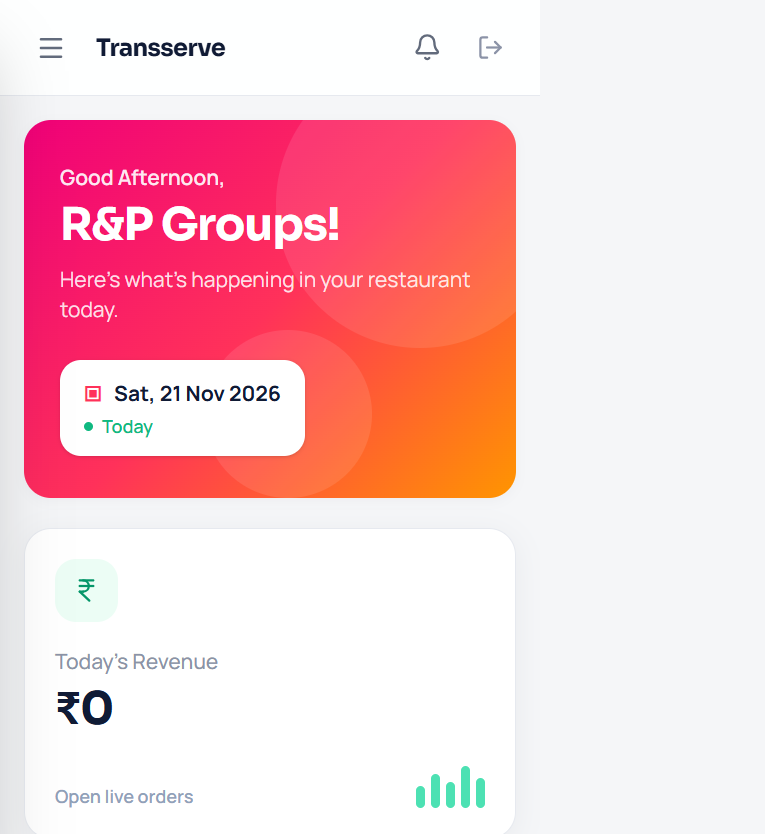 Transserve
Good Afternoon,
R&P Groups!
Here's what's happening in your restaurant
today.
Sat, 21 Nov 2026
Today
₹
Today's Revenue
₹0
Open live orders